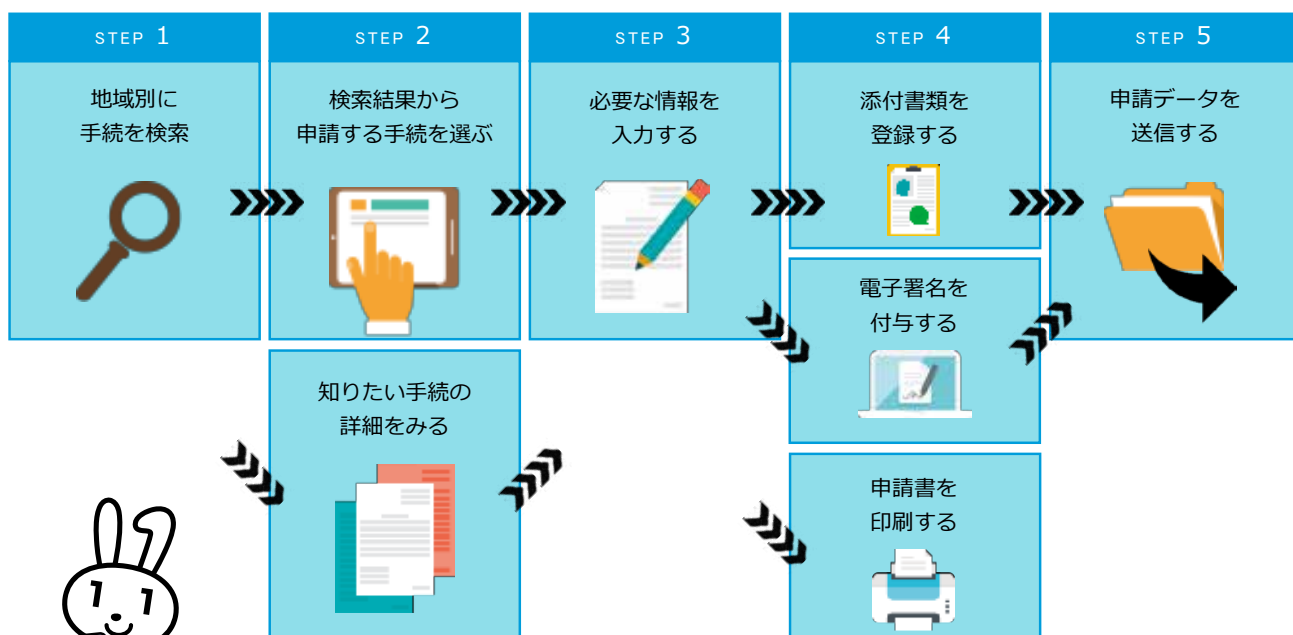 STEP 1
地域別に
手続を検索
STEP 2
検索結果から
申請する手続を選ぶ
知りたい手続の
詳細をみる
STEP 3
必要な情報を
入力する
STEP 4
添付書類を
登録する
電子署名を
付与する
申請書を
印刷する
STEP 5
申請データを
送信する